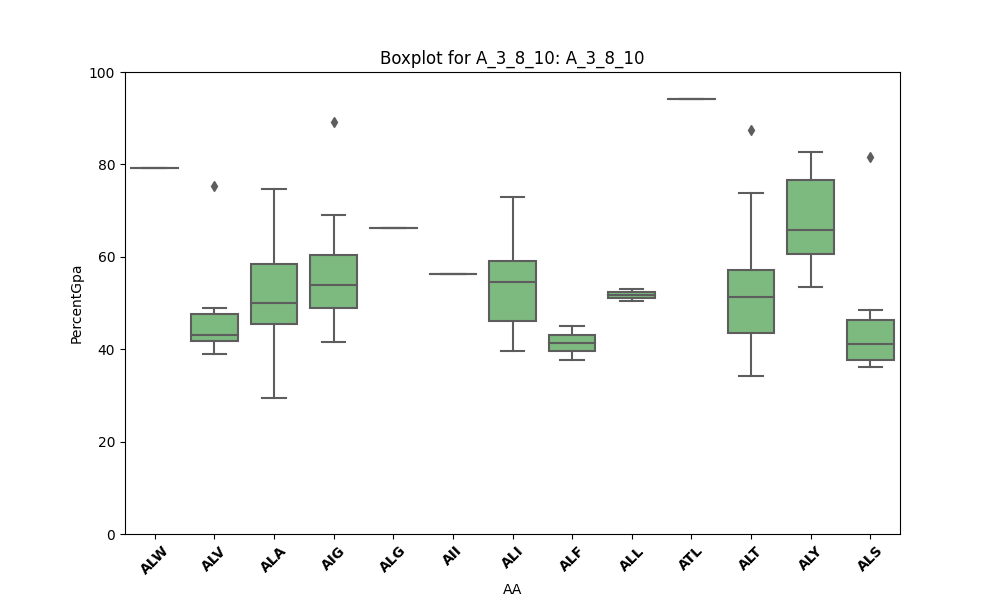 Boxplot for A_3_8_10: A_3_8_10
PercentGpa
100
80
60
40
20
0
ALW ALV ALA AIG ALG AII ALI ALF ALL ATL ALT ALY ALS
AA